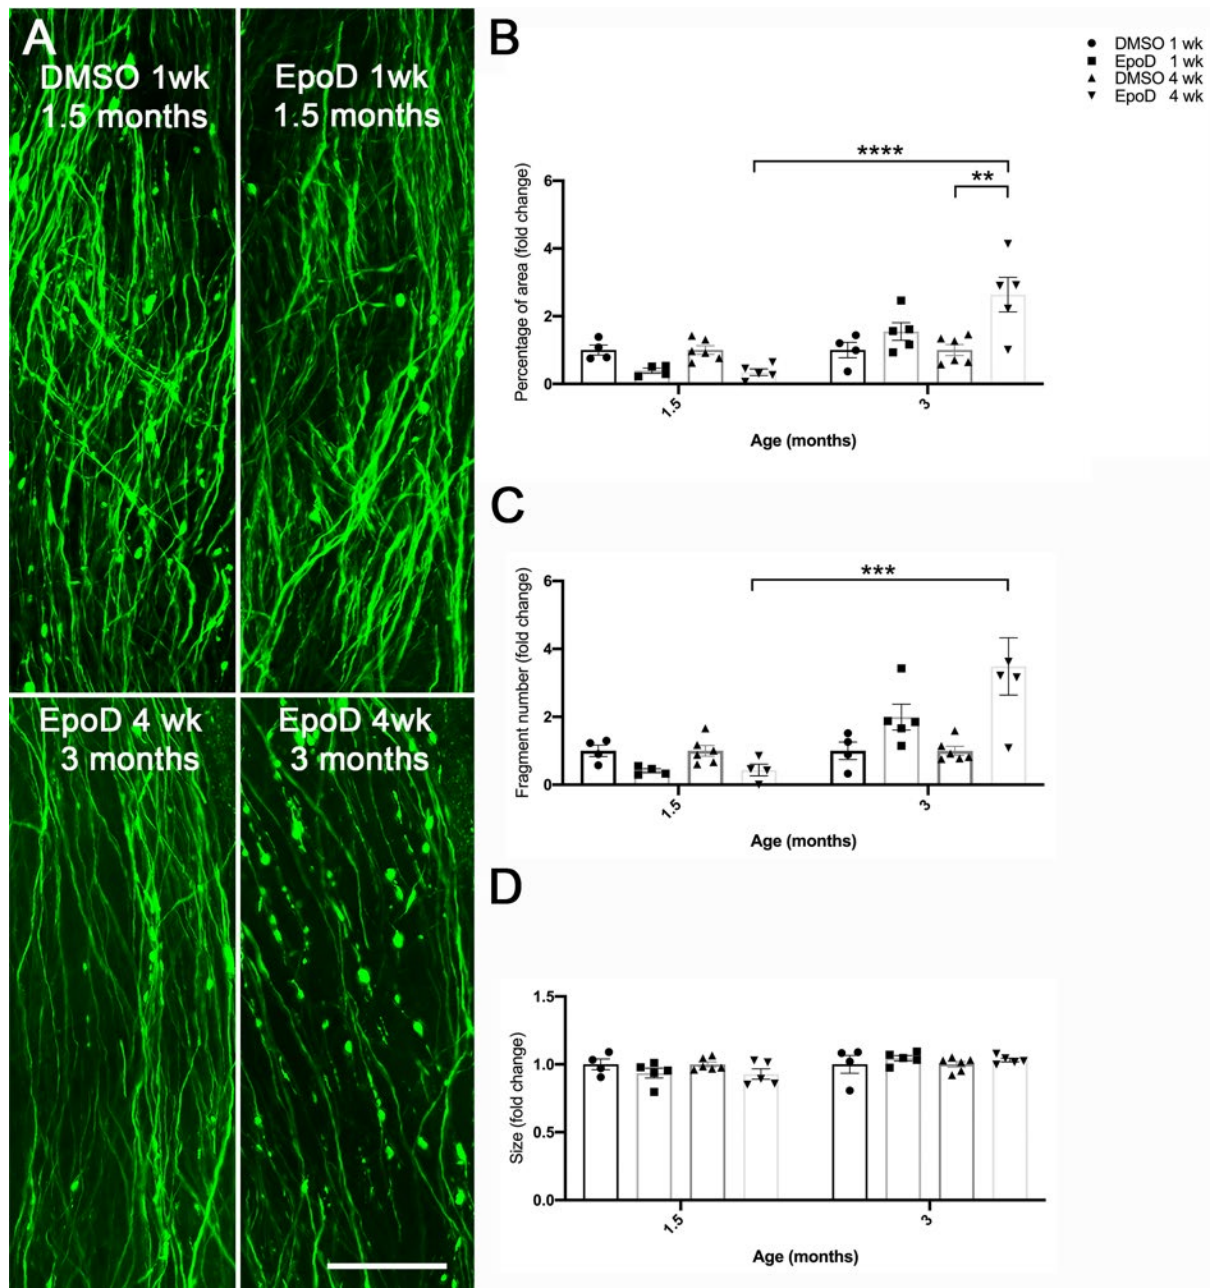 A
DMSO 1wk
1.5 months
EpoD 1wk
1.5 months
EpoD 4 wk
3 months
EpoD 4wk
3 months
B
DMSO 1 wk
EpoD 1 wk
DMSO 4 wk
EpoD 4 wk
Percentage of area (fold change)
6
4
2
0
****
**
1.5
3
Age (months)
C
Fragment number (fold change)
6
4
2
0
***
1.5
3
Age (months)
D
Size (fold change)
1.5
1.0
0.5
0.0
1.5
3
Age (months)